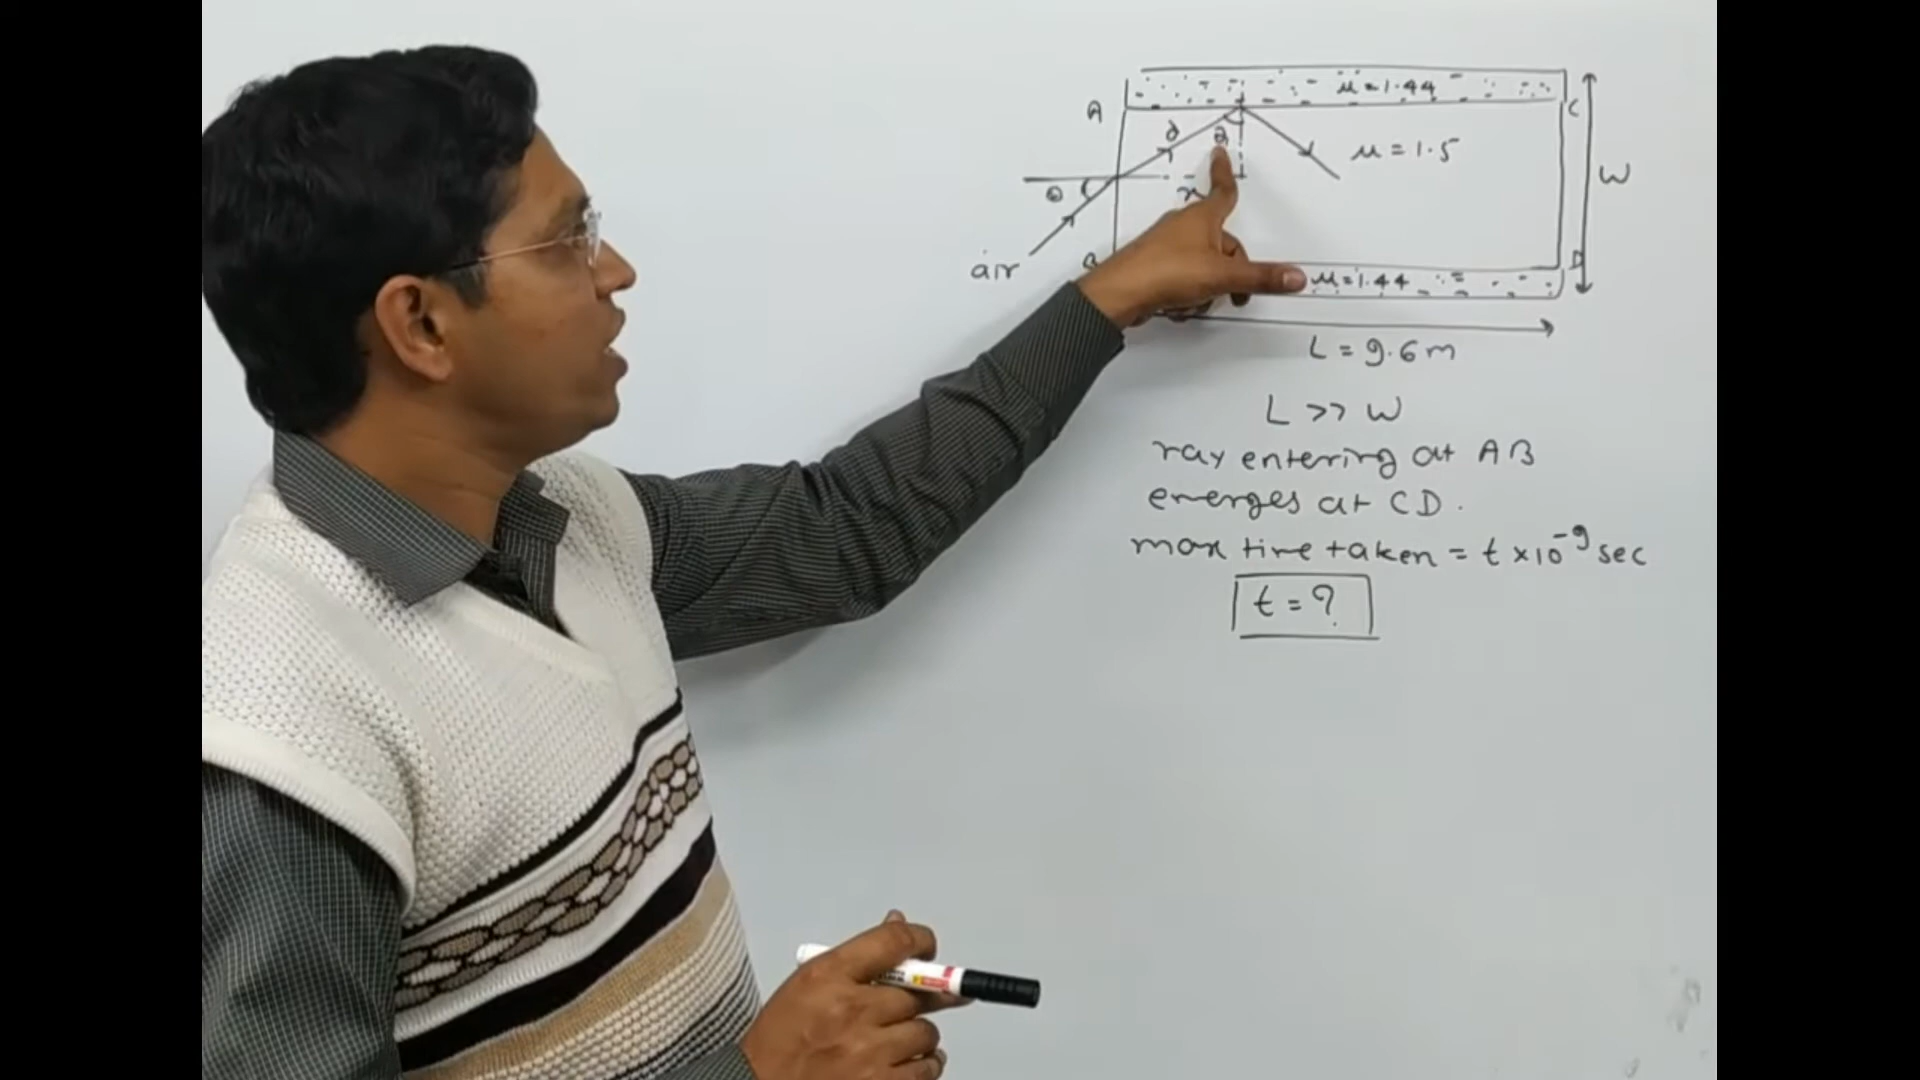 μ = 1.44
A
C
d
a
μ = 1.5
W
θ
x
air
B
D
μ = 1.44
L = 9.6 m
L >> W
ray entering at AB
emerges at CD.
max time taken = t × 10⁻⁹ sec
t = ?